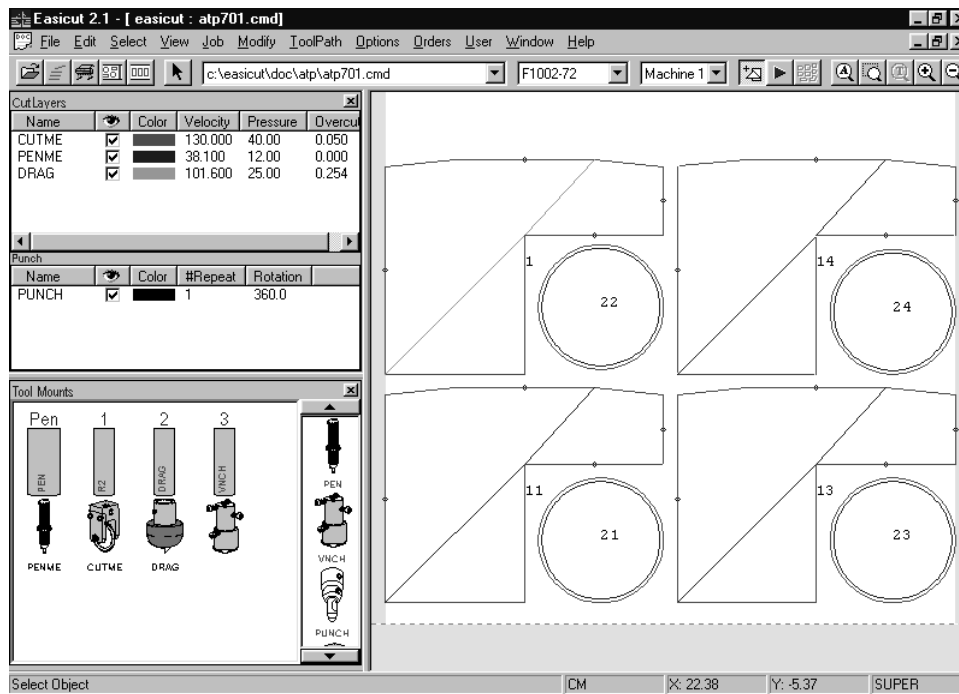 Easicut 2.1 - [ easicut : atp701.cmd]
File Edit Select View Job Modify ToolPath Options Orders User Window Help
c:\easicut\doc\atp\atp701.cmd F1002-72 Machine 1
CutLayers
Name Color Velocity Pressure Overcu
CUTME 130.000 40.00 0.050
PENME 38.100 12.00 0.000
DRAG 101.600 25.00 0.254
Punch
Name Color #Repeat Rotation
PUNCH 1 360.0
Tool Mounts
Pen 1 2 3
PEN R2 DRAG VNCH
PENME CUTME DRAG
PEN
VNCH
PUNCH
1 14
22 24
11 13
21 23
Select Object CM X: 22.38 Y: -5.37 SUPER